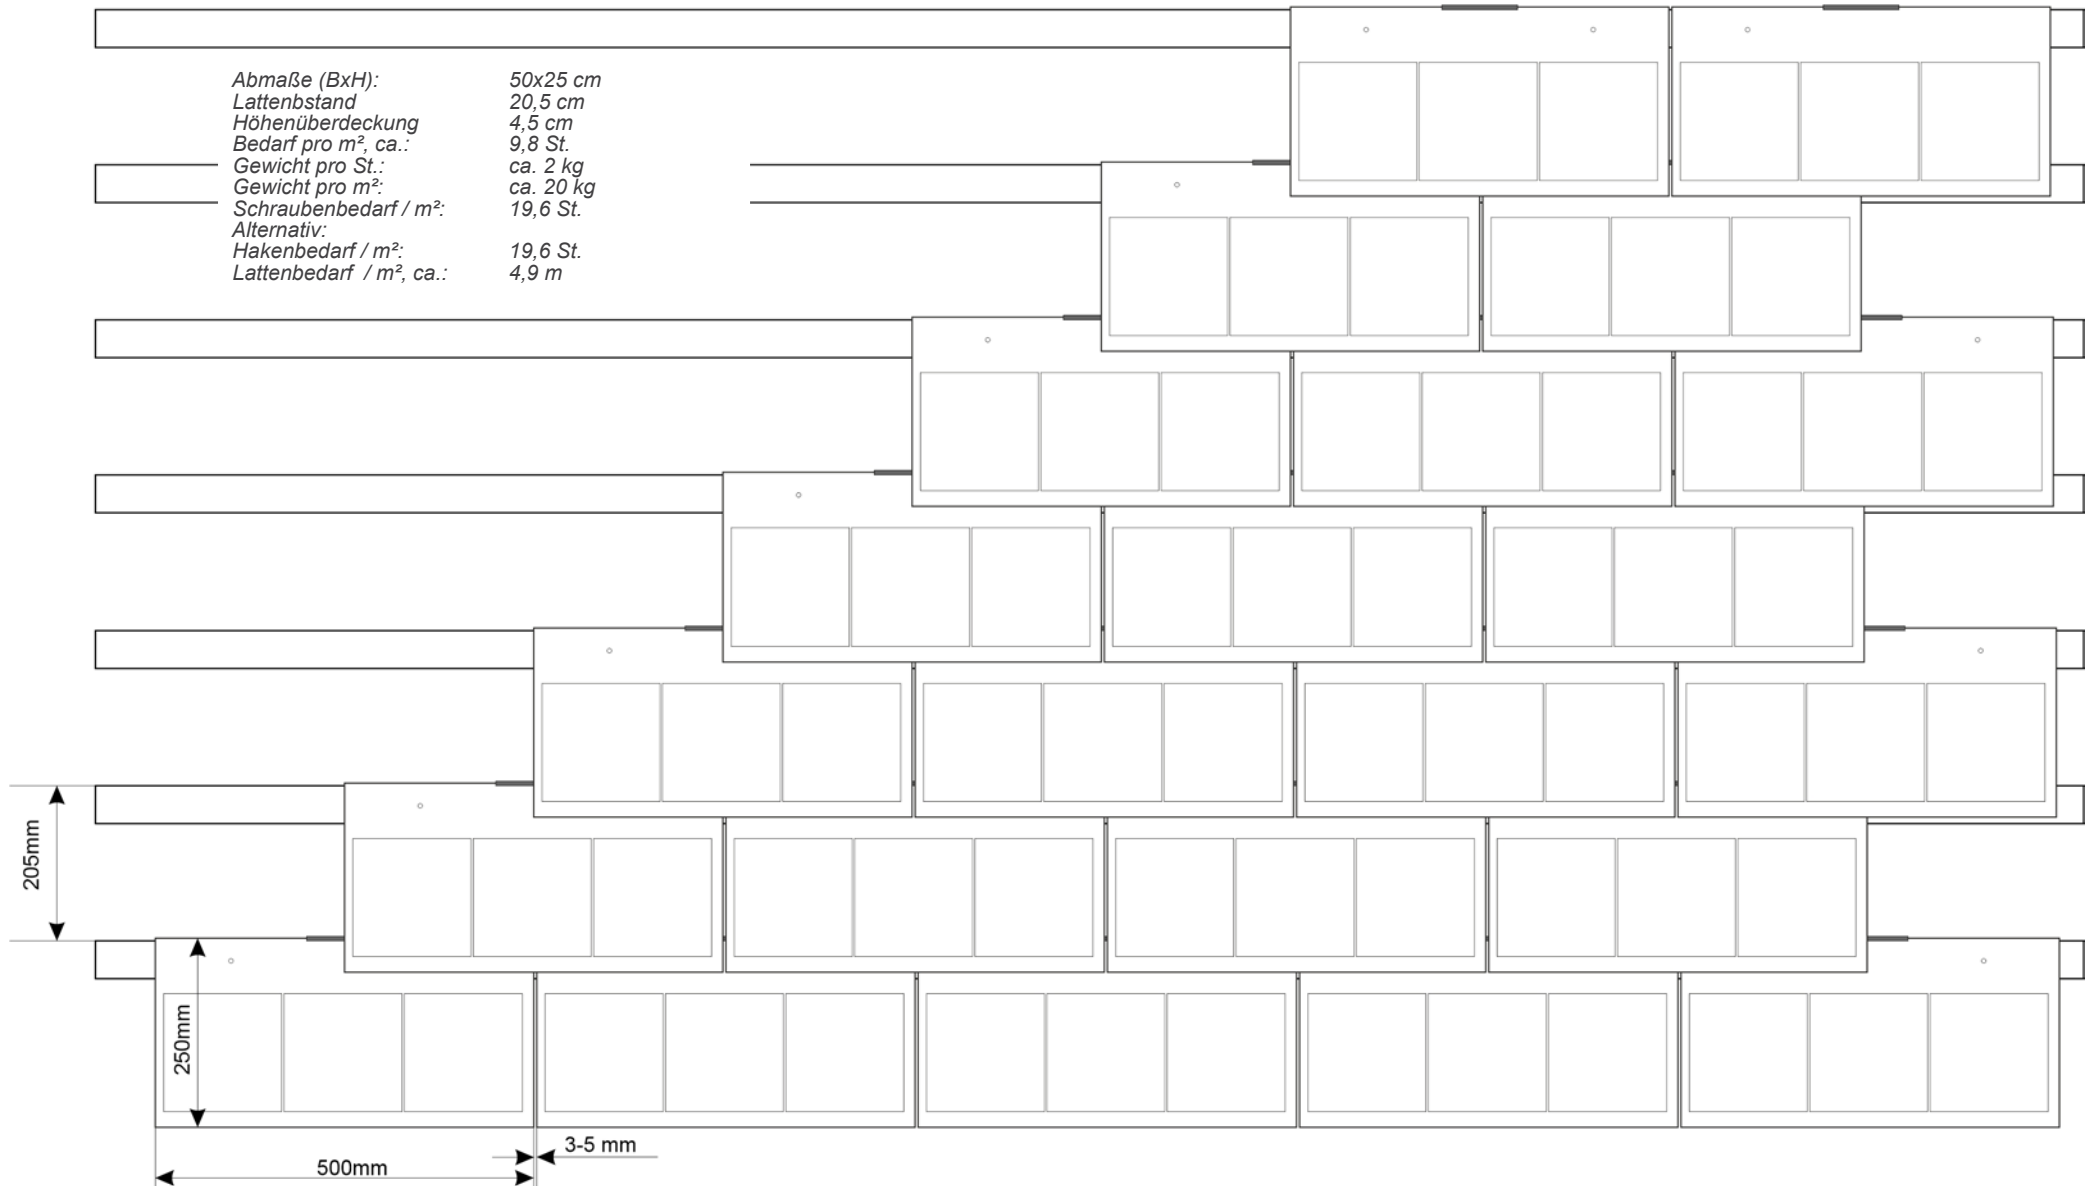 Abmaße (BxH): 50x25 cm
Lattenbstand 20,5 cm
Höhenüberdeckung 4,5 cm
Bedarf pro m², ca.: 9,8 St.
Gewicht pro St.: ca. 2 kg
Gewicht pro m²: ca. 20 kg
Schraubenbedarf / m²: 19,6 St.
Alternativ:
Hakenbedarf / m²: 19,6 St.
Lattenbedarf / m², ca.: 4,9 m
205mm
250mm
3-5 mm
500mm